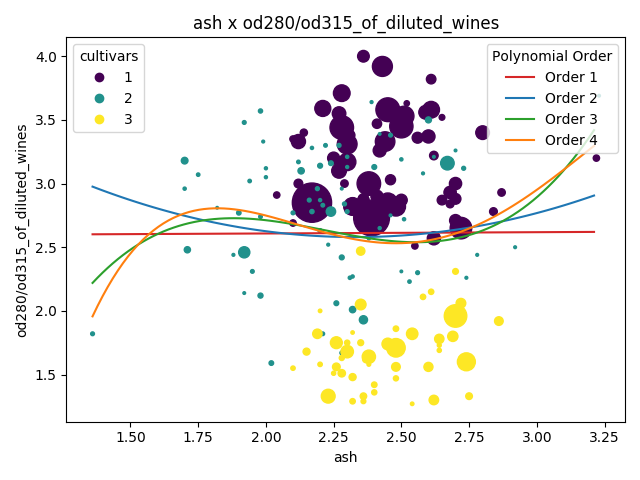 ash x od280/od315_of_diluted_wines
cultivars
1
2
3
Polynomial Order
Order 1
Order 2
Order 3
Order 4
od280/od315_of_diluted_wines
4.0
3.5
3.0
2.5
2.0
1.5
1.50
1.75
2.00
2.25
2.50
2.75
3.00
3.25
ash